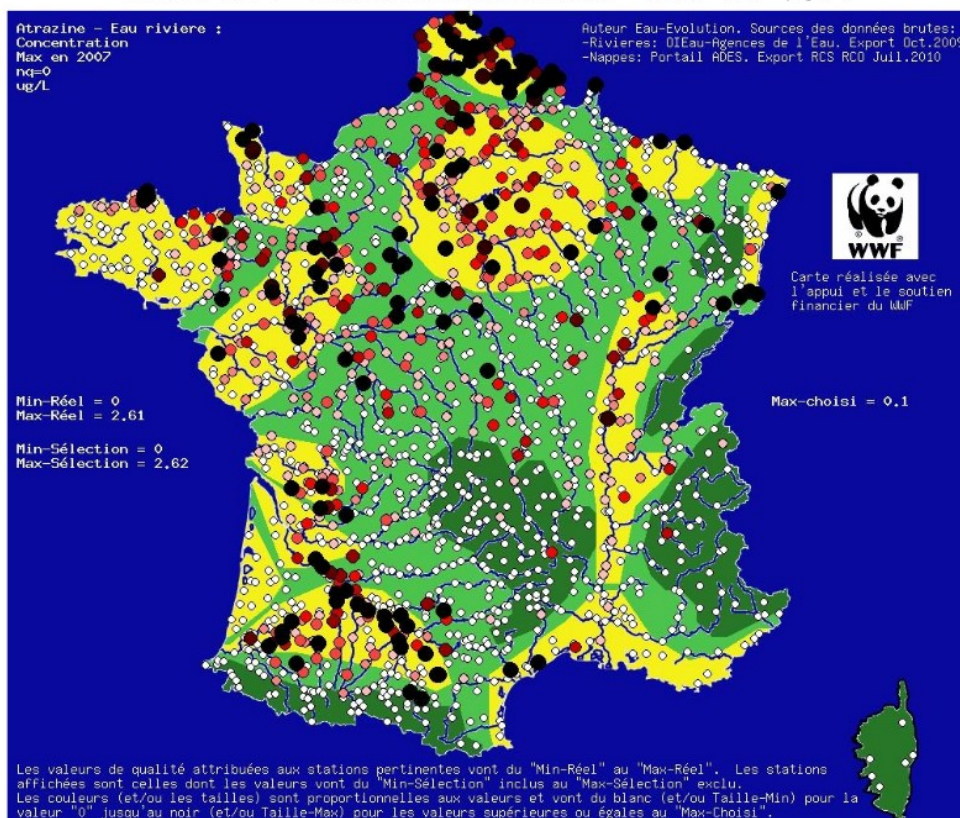 Atrazine - Eau riviere :
Concentration
Max en 2007
nq=0
ug/L
Auteur Eau-Evolution. Sources des données brutes:
-Rivieres: OIEau-Agences de l'Eau. Export Oct.2009
-Nappes: Portail ADES. Export RCS RCO Juil.2010
WWF
Carte réalisée avec
l'appui et le soutien
financier du WWF
Min-Réel = 0
Max-Réel = 2.61
Max-choisi = 0.1
Min-Sélection = 0
Max-Sélection = 2.62
Les valeurs de qualité attribuées aux stations pertinentes vont du "Min-Réel" au "Max-Réel". Les stations
affichées sont celles dont les valeurs vont du "Min-Sélection" inclus au "Max-Sélection" exclu.
Les couleurs (et/ou les tailles) sont proportionnelles aux valeurs et vont du blanc (et/ou Taille-Min) pour la
valeur "0" jusqu'au noir (et/ou Taille-Max) pour les valeurs supérieures ou égales au "Max-Choisi".